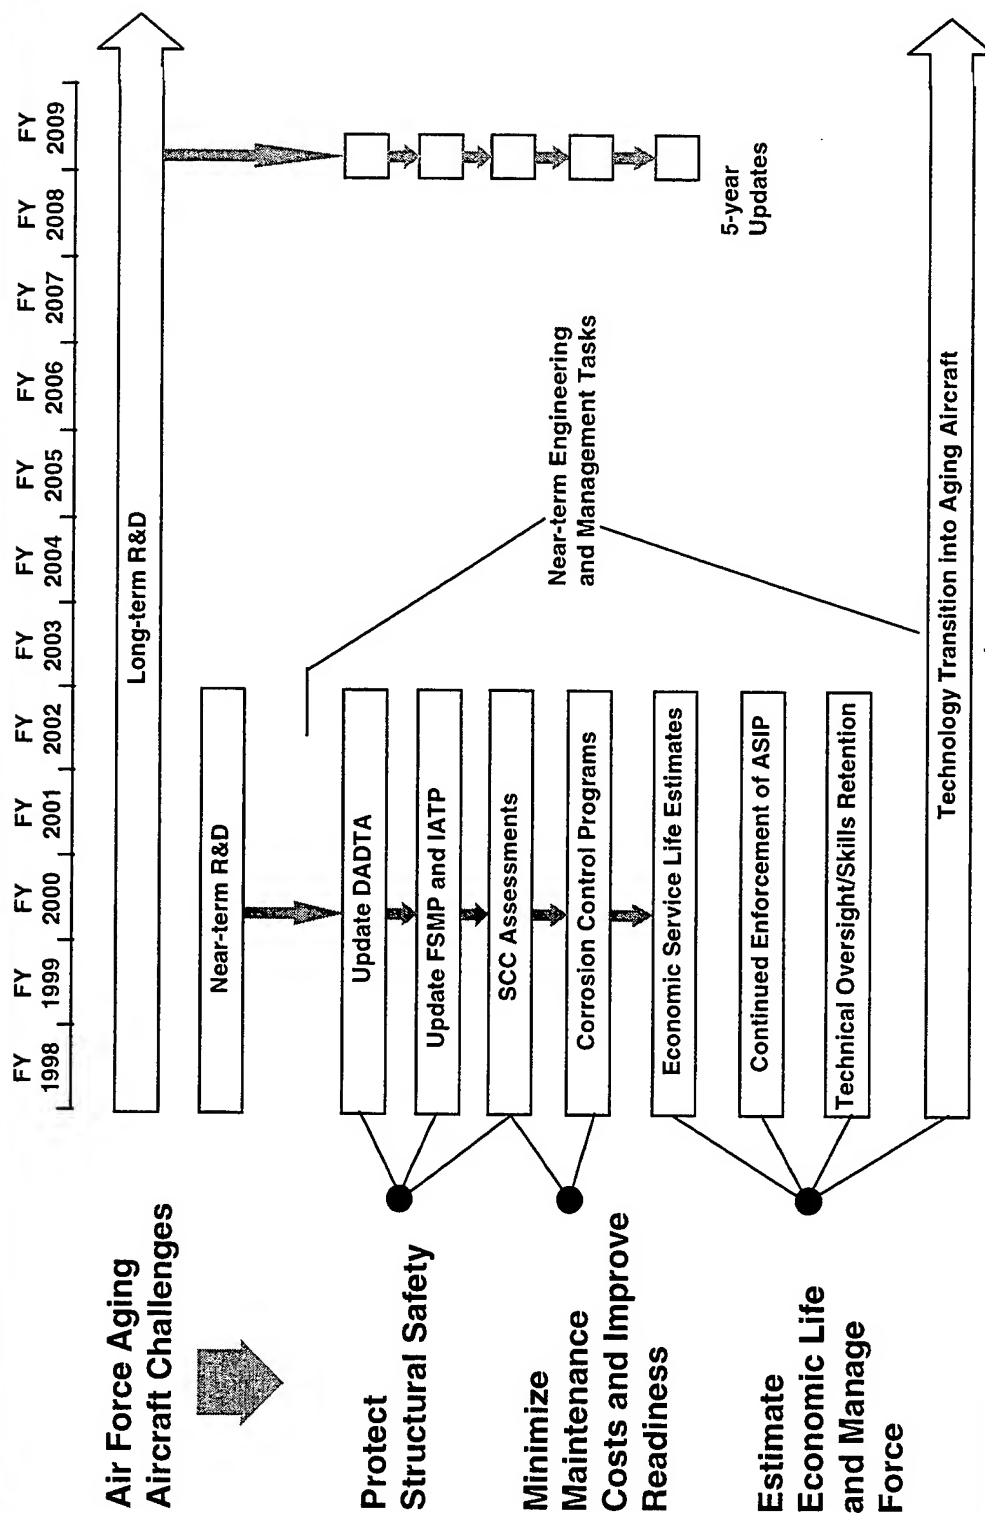 Air Force Aging
Aircraft Challenges
FY
1998
FY
1999
FY
2000
FY
2001
FY
2002
FY
2003
FY
2004
FY
2005
FY
2006
FY
2007
FY
2008
FY
2009
Long-term R&D
Near-term R&D
Protect
Structural Safety
Update DADTA
Update FSMP and IATP
SCC Assessments
Minimize
Maintenance
Costs and Improve
Readiness
Corrosion Control Programs
Near-term Engineering
and Management Tasks
Economic Service Life Estimates
5-year
Updates
Estimate
Economic Life
and Manage
Force
Continued Enforcement of ASIP
Technical Oversight/Skills Retention
Technology Transition into Aging Aircraft